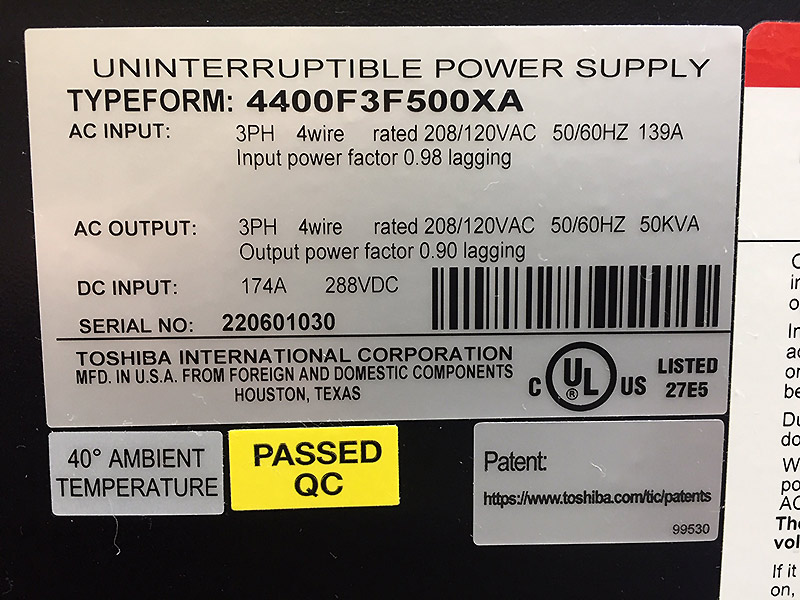 UNINTERRUPTIBLE POWER SUPPLY
TYPEFORM: 4400F3F500XA
AC INPUT: 3PH 4wire rated 208/120VAC 50/60HZ 139A
Input power factor 0.98 lagging
AC OUTPUT: 3PH 4wire rated 208/120VAC 50/60HZ 50KVA
Output power factor 0.90 lagging
DC INPUT: 174A 288VDC
SERIAL NO: 220601030
TOSHIBA INTERNATIONAL CORPORATION
MFD. IN U.S.A. FROM FOREIGN AND DOMESTIC COMPONENTS
HOUSTON, TEXAS
C UL ® US LISTED
27E5
40° AMBIENT
TEMPERATURE
PASSED
QC
Patent:
https://www.toshiba.com/tic/patents
99530
If it
on,